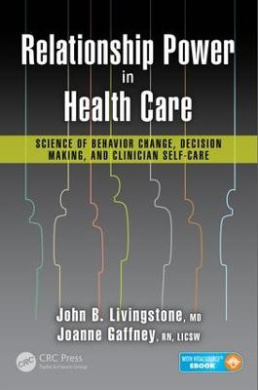 Relationship Power
in
Health Care
SCIENCE OF BEHAVIOR CHANGE, DECISION
MAKING, AND CLINICIAN SELF-CARE
John B. Livingstone, MD
Joanne Gaffney, RN, LICSW
CRC Press
Taylor & Francis Group
WITH VITALSOURCE®
EBOOK